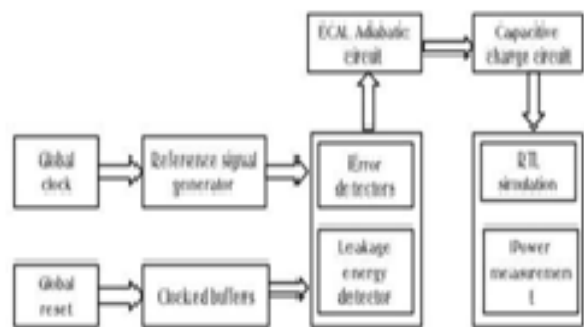 ECAL Adiabatic
circuit
Capacitive
charge circuit
Global
clock
Reference signal
generator
Error
detectors
RTL
simulation
Global
reset
Clocked buffers
Leakage
energy
detector
Power
measuremen
t